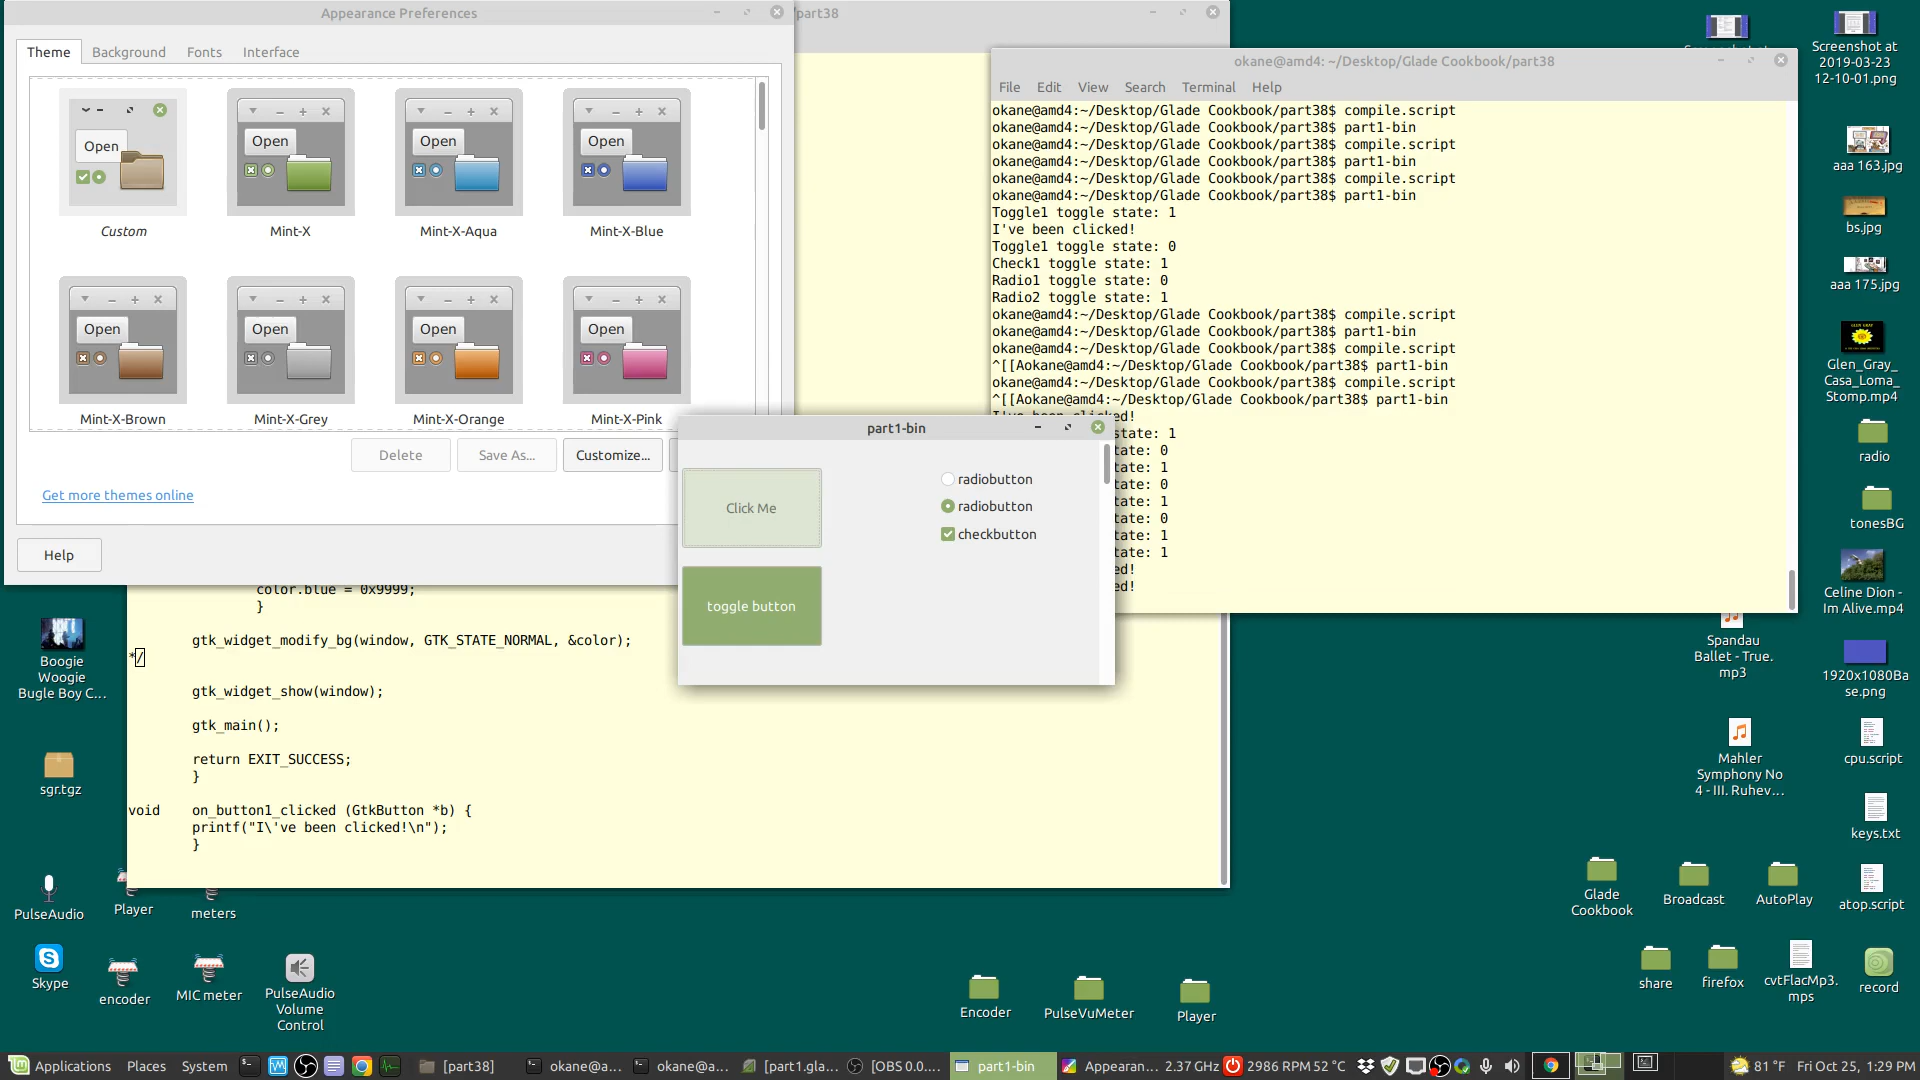 Appearance Preferences
Theme
Background
Fonts
Interface
Open
Custom
Open
Mint-X
Open
Mint-X-Aqua
Open
Mint-X-Blue
Open
Mint-X-Brown
Open
Mint-X-Grey
Open
Mint-X-Orange
Open
Mint-X-Pink
Delete
Save As...
Customize...
Get more themes online
Help
/part38
color.blue = 0x9999;
}
gtk_widget_modify_bg(window, GTK_STATE_NORMAL, &color);
*/
gtk_widget_show(window);
gtk_main();
return EXIT_SUCCESS;
}
void on_button1_clicked (GtkButton *b) {
printf("I\'ve been clicked!\n");
}
okane@amd4: ~/Desktop/Glade Cookbook/part38
File Edit View Search Terminal Help
okane@amd4:~/Desktop/Glade Cookbook/part38$ compile.script
okane@amd4:~/Desktop/Glade Cookbook/part38$ part1-bin
okane@amd4:~/Desktop/Glade Cookbook/part38$ compile.script
okane@amd4:~/Desktop/Glade Cookbook/part38$ part1-bin
okane@amd4:~/Desktop/Glade Cookbook/part38$ compile.script
okane@amd4:~/Desktop/Glade Cookbook/part38$ part1-bin
Toggle1 toggle state: 1
I've been clicked!
Toggle1 toggle state: 0
Check1 toggle state: 1
Radio1 toggle state: 0
Radio2 toggle state: 1
okane@amd4:~/Desktop/Glade Cookbook/part38$ compile.script
okane@amd4:~/Desktop/Glade Cookbook/part38$ part1-bin
okane@amd4:~/Desktop/Glade Cookbook/part38$ compile.script
^[[Aokane@amd4:~/Desktop/Glade Cookbook/part38$ part1-bin
okane@amd4:~/Desktop/Glade Cookbook/part38$ compile.script
^[[Aokane@amd4:~/Desktop/Glade Cookbook/part38$ part1-bin
I've been clicked!
state: 1
tate: 0
tate: 1
tate: 0
tate: 1
tate: 0
tate: 1
tate: 1
ed!
ed!
part1-bin
Click Me
toggle button
radiobutton
radiobutton
checkbutton
Screenshot at
2019-03-23
12-10-01.png
aaa 163.jpg
bs.jpg
aaa 175.jpg
Glen_Gray_
Casa_Loma_
Stomp.mp4
radio
tonesBG
Celine Dion -
Im Alive.mp4
Spandau
Ballet - True.
mp3
1920x1080Ba
se.png
Mahler
Symphony No
4 - III. Ruhev...
cpu.script
keys.txt
Glade
Cookbook
Broadcast
AutoPlay
atop.script
share
firefox
cvtFlacMp3.
mps
record
Boogie
Woogie
Bugle Boy C...
sgr.tgz
PulseAudio
Player
meters
Skype
encoder
MIC meter
PulseAudio
Volume
Control
Encoder
PulseVuMeter
Player
Applications Places System [part38] okane@a... okane@a... [part1.gla... [OBS 0.0.... part1-bin Appearan... 2.37 GHz 2986 RPM 52 °C 81 °F Fri Oct 25, 1:29 PM